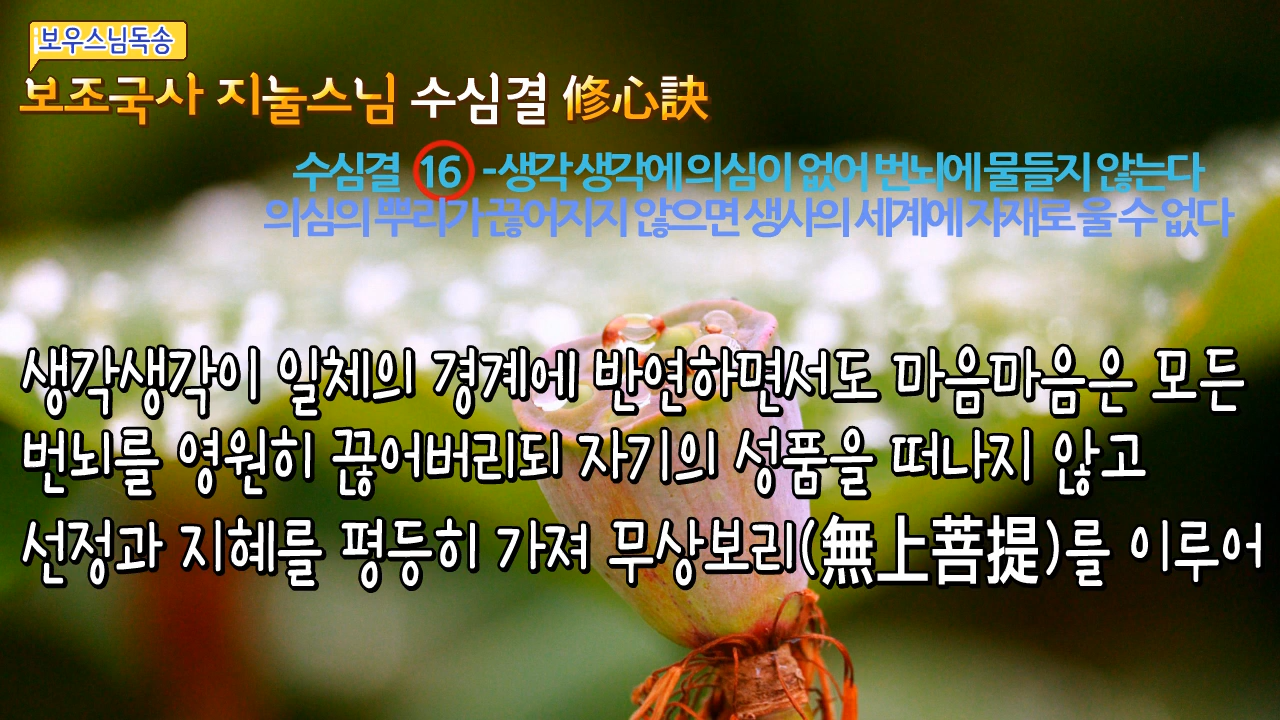 보우스님독송
보조국사 지눌스님 수심결 修心訣
수심결 16 - 생각 생각에 의심이 없어 번뇌에 물들지 않는다
의심의 뿌리가 끊어지지 않으면 생사의 세계에 자재로울 수 없다
생각생각이 일체의 경계에 반연하면서도 마음마음은 모든
번뇌를 영원히 끊어버리되 자기의 성품을 떠나지 않고
선정과 지혜를 평등히 가져 무상보리(無上菩提)를 이루어